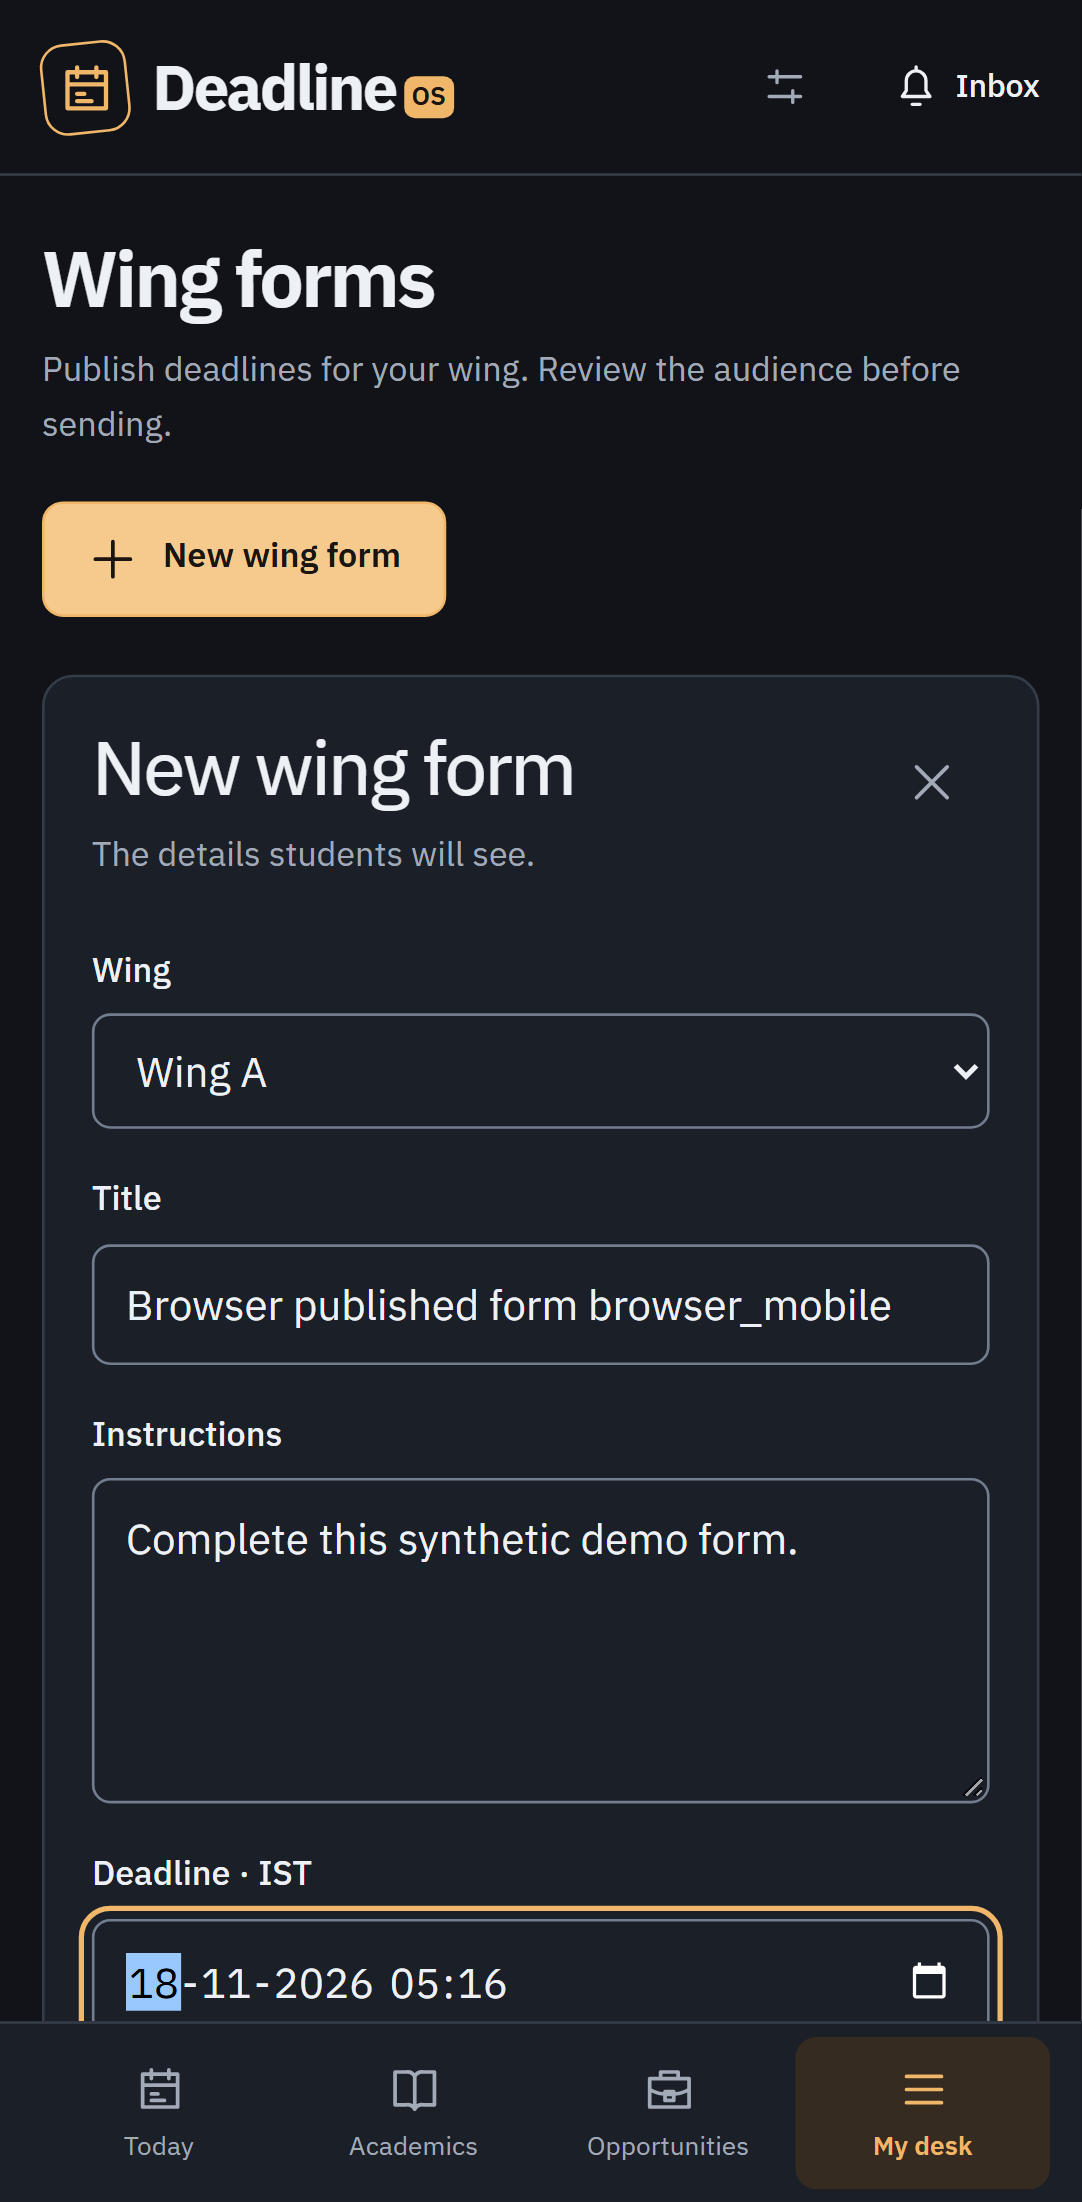 Deadline OS
Inbox
Wing forms
Publish deadlines for your wing. Review the audience before
sending.
New wing form
New wing form
The details students will see.
Wing
Wing A
Title
Browser published form browser_mobile
Instructions
Complete this synthetic demo form.
Deadline · IST
18-11-2026 05:16
Today
Academics
Opportunities
My desk